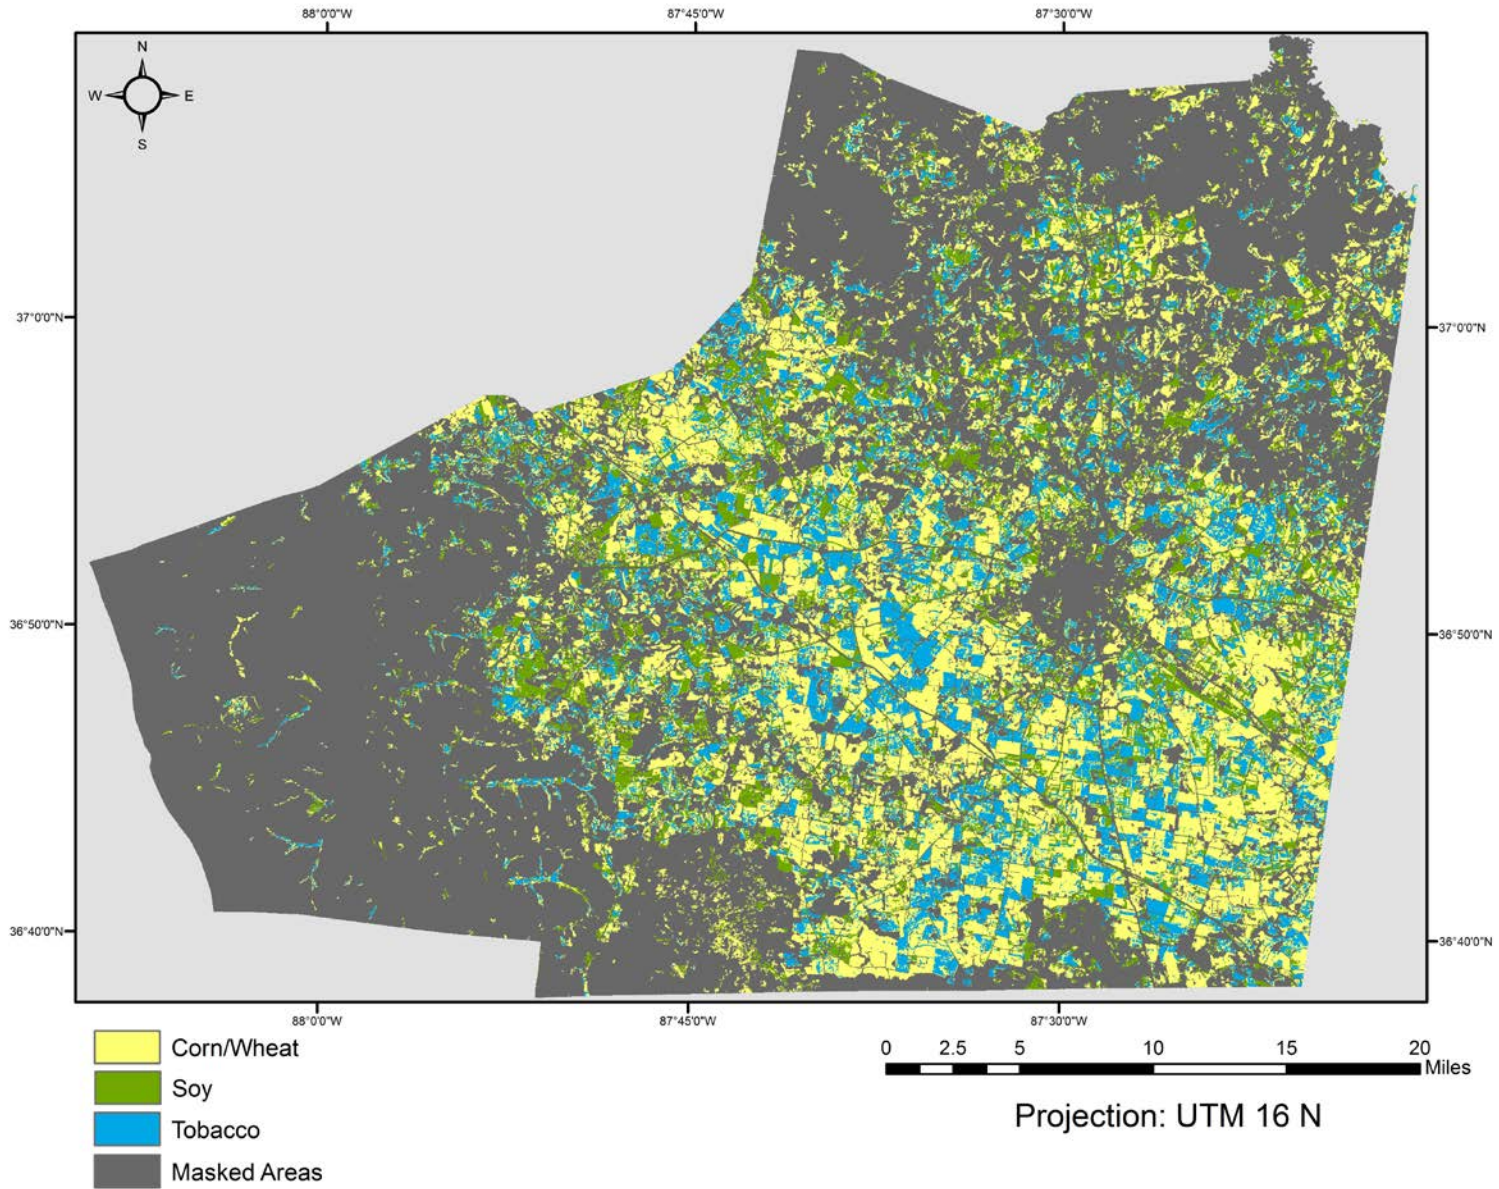 88°0'0"W 87°45'0"W 87°30'0"W
N
W E
S
37°0'0"N 37°0'0"N
36°50'0"N 36°50'0"N
36°40'0"N 36°40'0"N
88°0'0"W 87°45'0"W 87°30'0"W
Corn/Wheat
Soy
Tobacco
Masked Areas
0 2.5 5 10 15 20
Miles
Projection: UTM 16 N